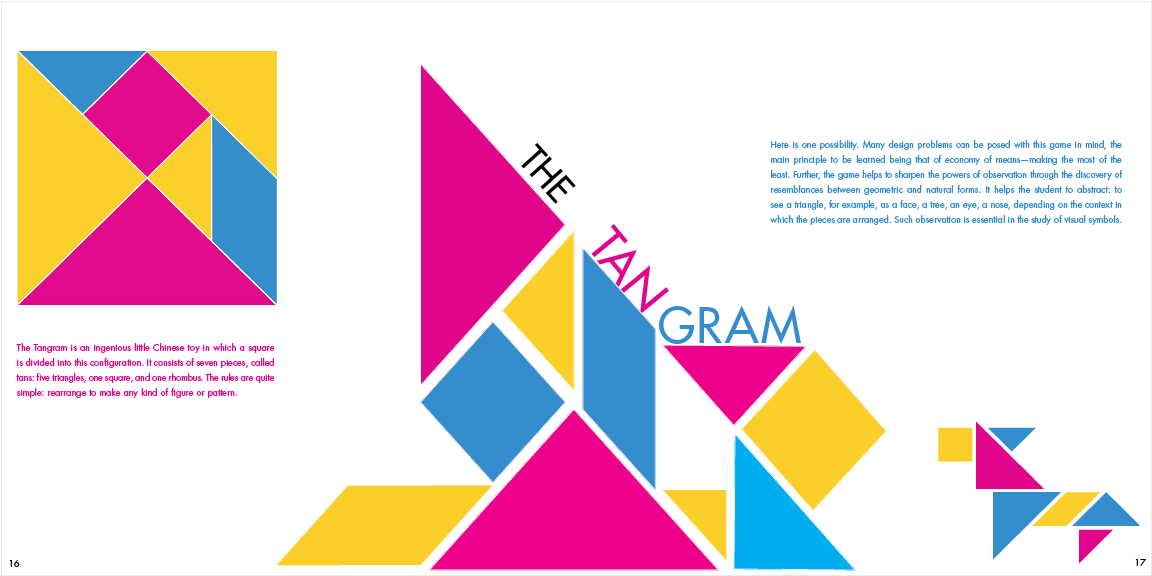 THE
TAN
GRAM
Here is one possibility. Many design problems can be posed with this game in mind, the
main principle to be learned being that of economy of means—making the most of the
least. Further, the game helps to sharpen the powers of observation through the discovery of
resemblances between geometric and natural forms. It helps the student to abstract: to
see a triangle, for example, as a face, a tree, an eye, a nose, depending on the context in
which the pieces are arranged. Such observation is essential in the study of visual symbols.
The Tangram is an ingenious little Chinese toy in which a square
is divided into this configuration. It consists of seven pieces, called
tans: five triangles, one square, and one rhombus. The rules are quite
simple: rearrange to make any kind of figure or pattern.
16
17